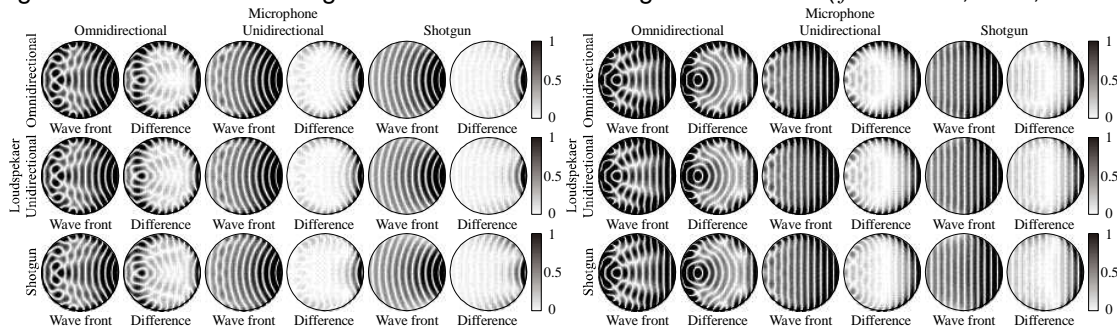 Microphone
Omnidirectional Unidirectional Shotgun
Loudspekaer
Omnidirectional
1
0.5
0
Wave front Difference Wave front Difference Wave front Difference
Unidirectional
1
0.5
0
Wave front Difference Wave front Difference Wave front Difference
Shotgun
1
0.5
0
Wave front Difference Wave front Difference Wave front Difference
Microphone
Omnidirectional Unidirectional Shotgun
Loudspekaer
Omnidirectional
1
0.5
0
Wave front Difference Wave front Difference Wave front Difference
Unidirectional
1
0.5
0
Wave front Difference Wave front Difference Wave front Difference
Shotgun
1
0.5
0
Wave front Difference Wave front Difference Wave front Difference